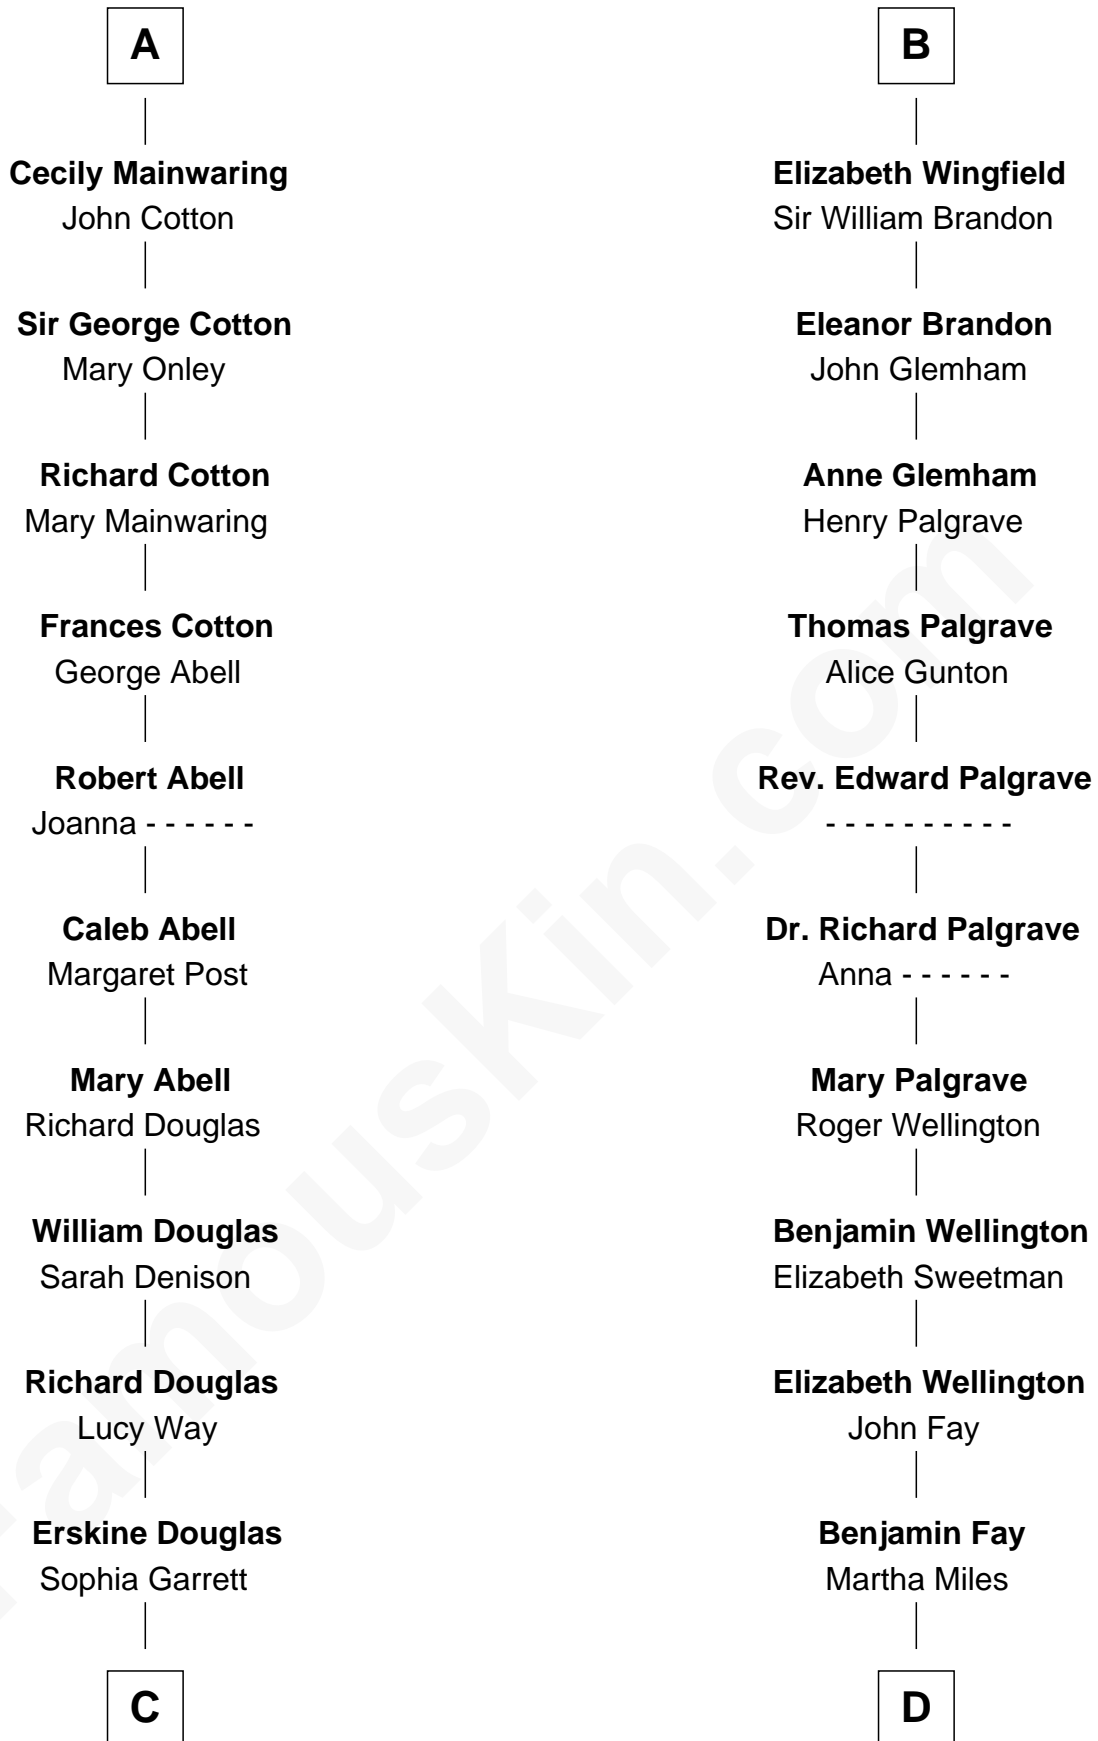 A
Cecily Mainwaring
John Cotton
Sir George Cotton
Mary Onley
Richard Cotton
Mary Mainwaring
Frances Cotton
George Abell
Robert Abell
Joanna - - - - - -
Caleb Abell
Margaret Post
Mary Abell
Richard Douglas
William Douglas
Sarah Denison
Richard Douglas
Lucy Way
Erskine Douglas
Sophia Garrett
C
B
Elizabeth Wingfield
Sir William Brandon
Eleanor Brandon
John Glemham
Anne Glemham
Henry Palgrave
Thomas Palgrave
Alice Gunton
Rev. Edward Palgrave
- - - - - - - - - -
Dr. Richard Palgrave
Anna - - - - - -
Mary Palgrave
Roger Wellington
Benjamin Wellington
Elizabeth Sweetman
Elizabeth Wellington
John Fay
Benjamin Fay
Martha Miles
D
FamousKin.com